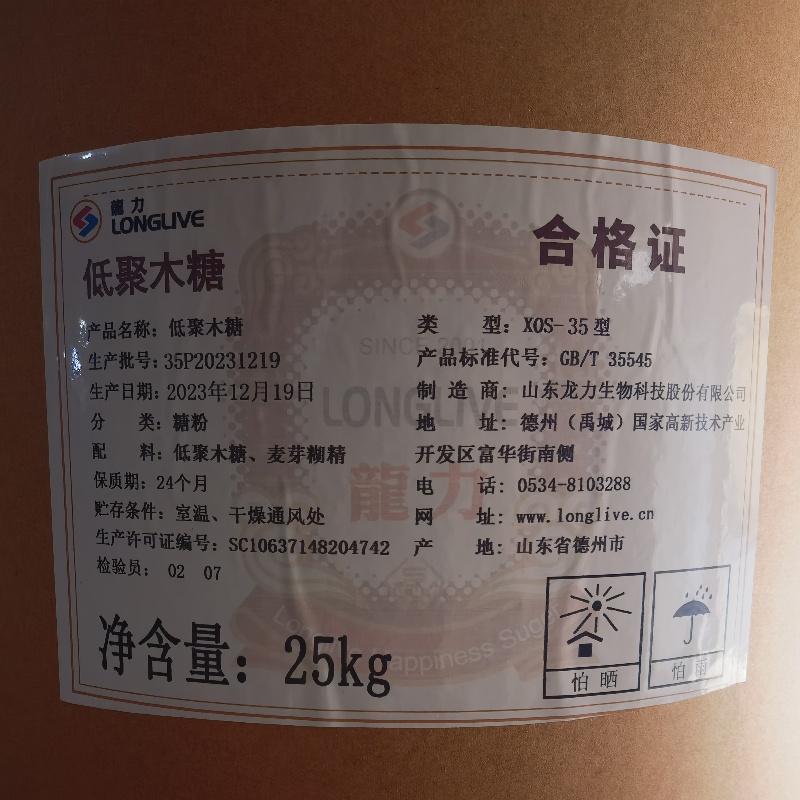 龍力
LONGLIVE
合格证
低聚木糖
产品名称：低聚木糖
生产批号：35P20231219
生产日期：2023年12月19日
分 类：糖粉
配 料：低聚木糖、麦芽糊精
保质期：24个月
贮存条件：室温、干燥通风处
生产许可证编号：SC10637148204742
检验员：02 07
类 型：XOS-35型
产品标准代号：GB/T 35545
制 造 商：山东龙力生物科技股份有限公司
地 址：德州（禹城）国家高新技术产业
开发区富华街南侧
电 话：0534-8103288
网 址：www.longlive.cn
产 地：山东省德州市
净含量：25kg
怕晒
怕雨
SINCE 2001
LONGLIVE
龍力
Happiness Sugar